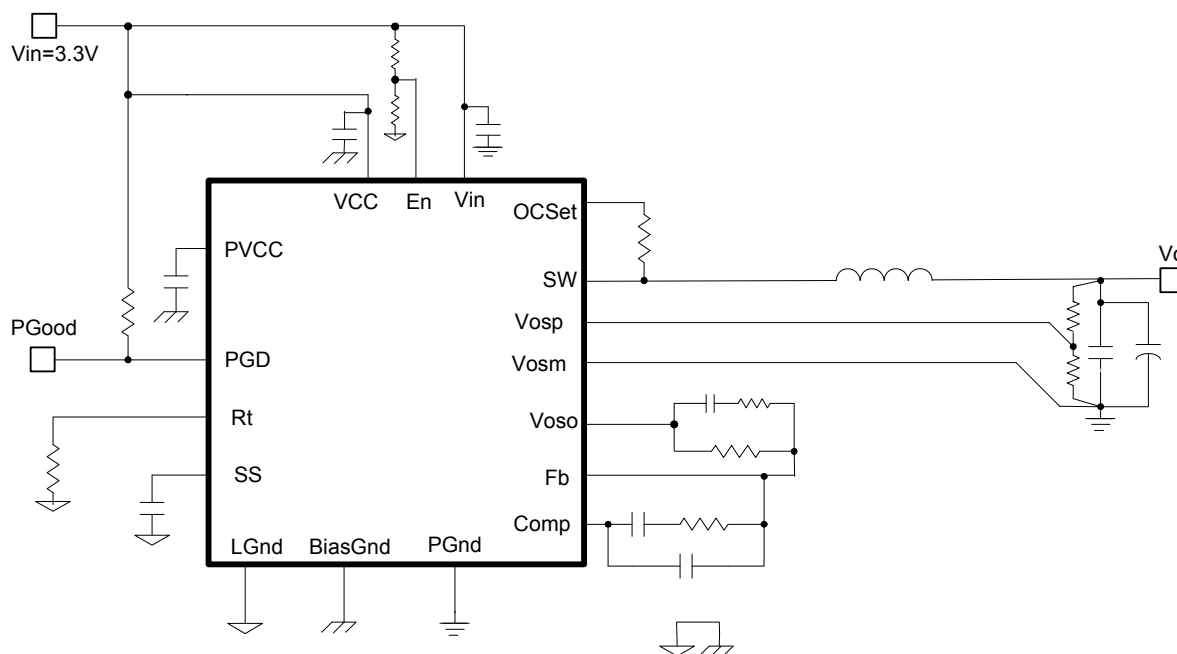 Vin=3.3V
VCC
En
Vin
OCSet
PVCC
SW
Vo
PGood
Vosp
PGD
Vosm
Rt
Voso
SS
Fb
Comp
LGnd
BiasGnd
PGnd